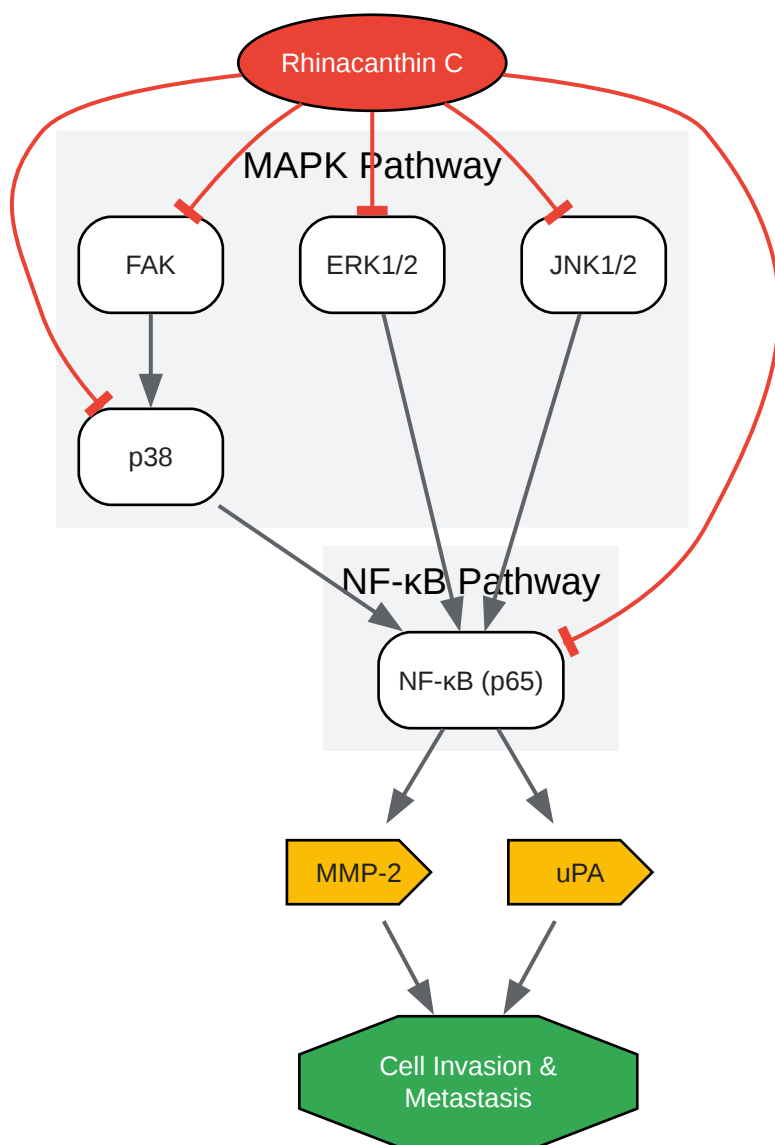 Rhinacanthin C
MAPK Pathway
FAK
ERK1/2
JNK1/2
p38
NF-κB Pathway
NF-κB (p65)
MMP-2
uPA
Cell Invasion &
Metastasis